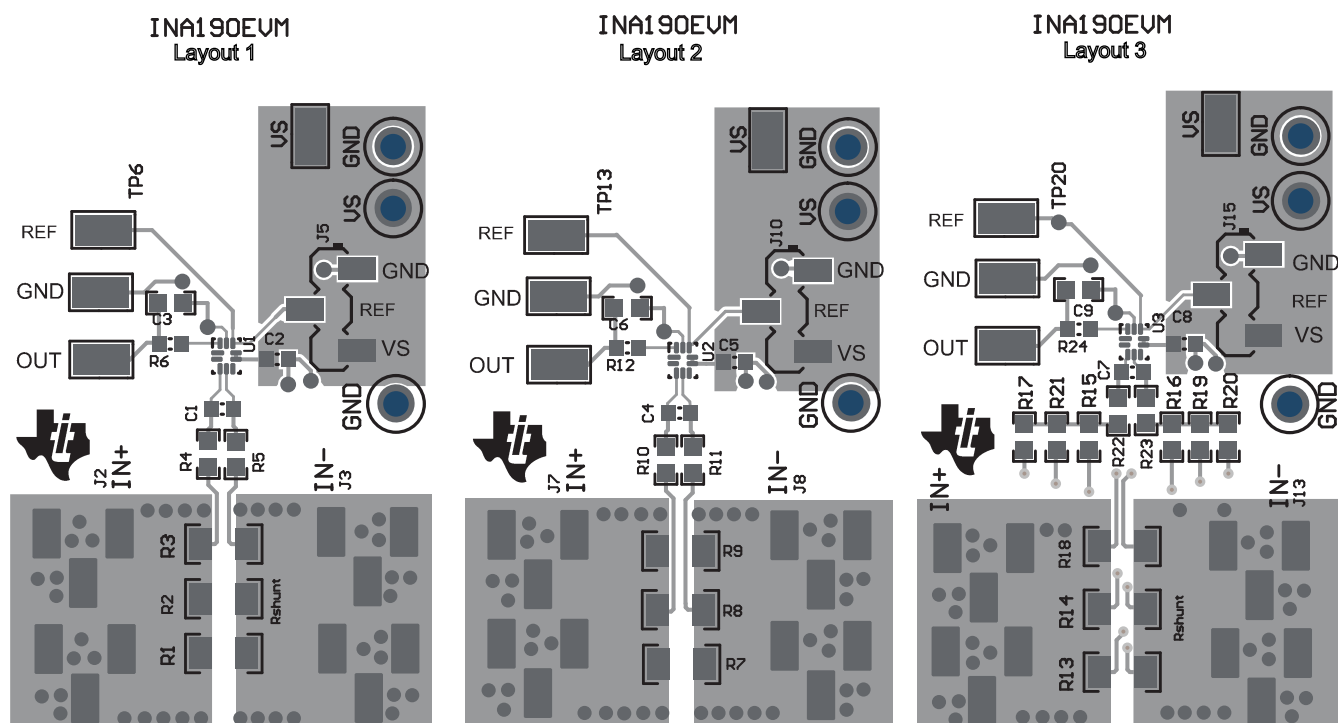 INA190EVM
Layout 1
VS
GND
TP6
VS
REF
J5
GND
GND
REF
C3
U1
C2
OUT
R6
VS
GND
C1
R4
R5
J2
IN+
IN-
J3
R3
R2
Rshunt
R1
INA190EVM
Layout 2
VS
GND
TP13
VS
REF
J10
GND
GND
REF
C6
U2
C5
OUT
R12
VS
GND
C4
R10
R11
J7
IN+
IN-
J8
R9
R8
R7
INA190EVM
Layout 3
VS
GND
TP20
VS
REF
J15
GND
GND
REF
C9
U3
C8
OUT
R24
VS
C7
GND
R17
R21
R15
R16
R19
R20
R22
R23
IN+
IN-
J13
R18
R14
Rshunt
R13